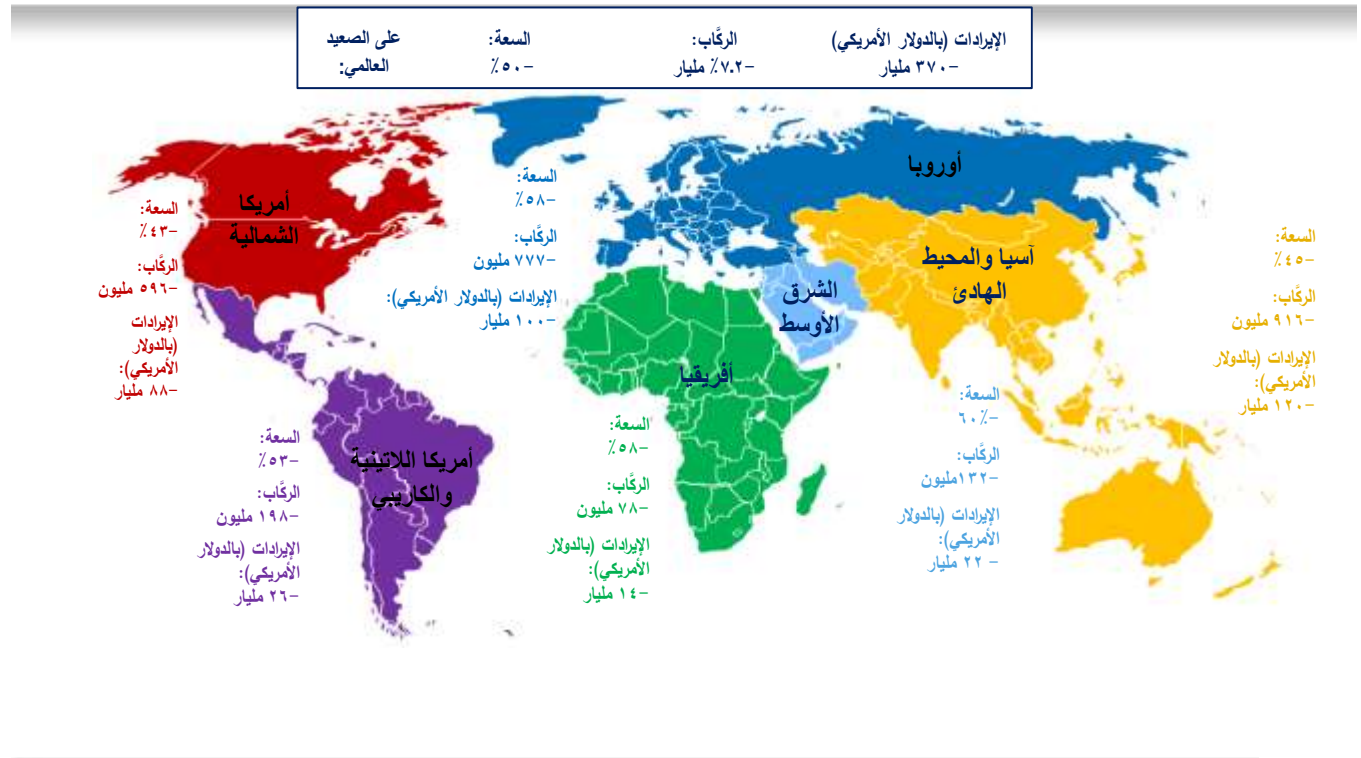 على الصعيد
العالمي:
السعة:
-٥٠٪
الركَّاب:
-٧.٢٪ مليار
الإيرادات (بالدولار الأمريكي)
-٣٧٠ مليار
أوروبا
السعة:
-٥٨٪
الركَّاب:
-٧٧٧ مليون
الإيرادات (بالدولار الأمريكي):
-١٠٠ مليار
أمريكا
الشمالية
السعة:
-٤٣٪
الركَّاب:
-٥٩٦ مليون
الإيرادات
(بالدولار
الأمريكي):
-٨٨ مليار
آسيا والمحيط
الهادئ
السعة:
-٤٥٪
الركَّاب:
-٩١٦ مليون
الإيرادات (بالدولار
الأمريكي):
-١٢٠ مليار
الشرق
الأوسط
السعة:
-٪٦٠
الركَّاب:
-١٣٢مليون
الإيرادات (بالدولار
الأمريكي):
- ٢٢ مليار
أفريقيا
السعة:
-٥٨٪
الركَّاب:
-٧٨ مليون
الإيرادات (بالدولار
الأمريكي):
-١٤ مليار
أمريكا اللاتينية
والكاريبي
السعة:
-٥٣٪
الركَّاب:
-١٩٨ مليون
الإيرادات (بالدولار
الأمريكي):
-٢٦ مليار